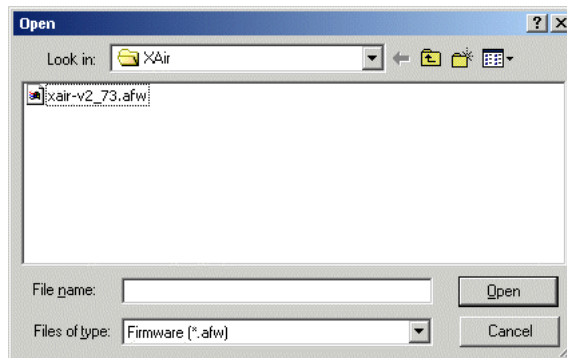 Open
Look in: XAir
xair-v2_73.afw
File name: Open
Files of type: Firmware (*.afw) Cancel